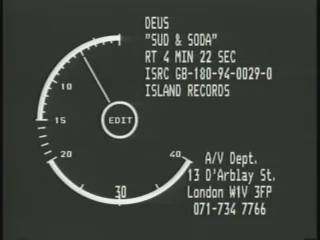 DEUS
"SUD & SODA"
RT 4 MIN 22 SEC
ISRC GB-180-94-0029-0
ISLAND RECORDS
10
EDIT
15
20
40
30
A/V Dept.
13 D'Arblay St.
London W1V 3FP
071-734 7766